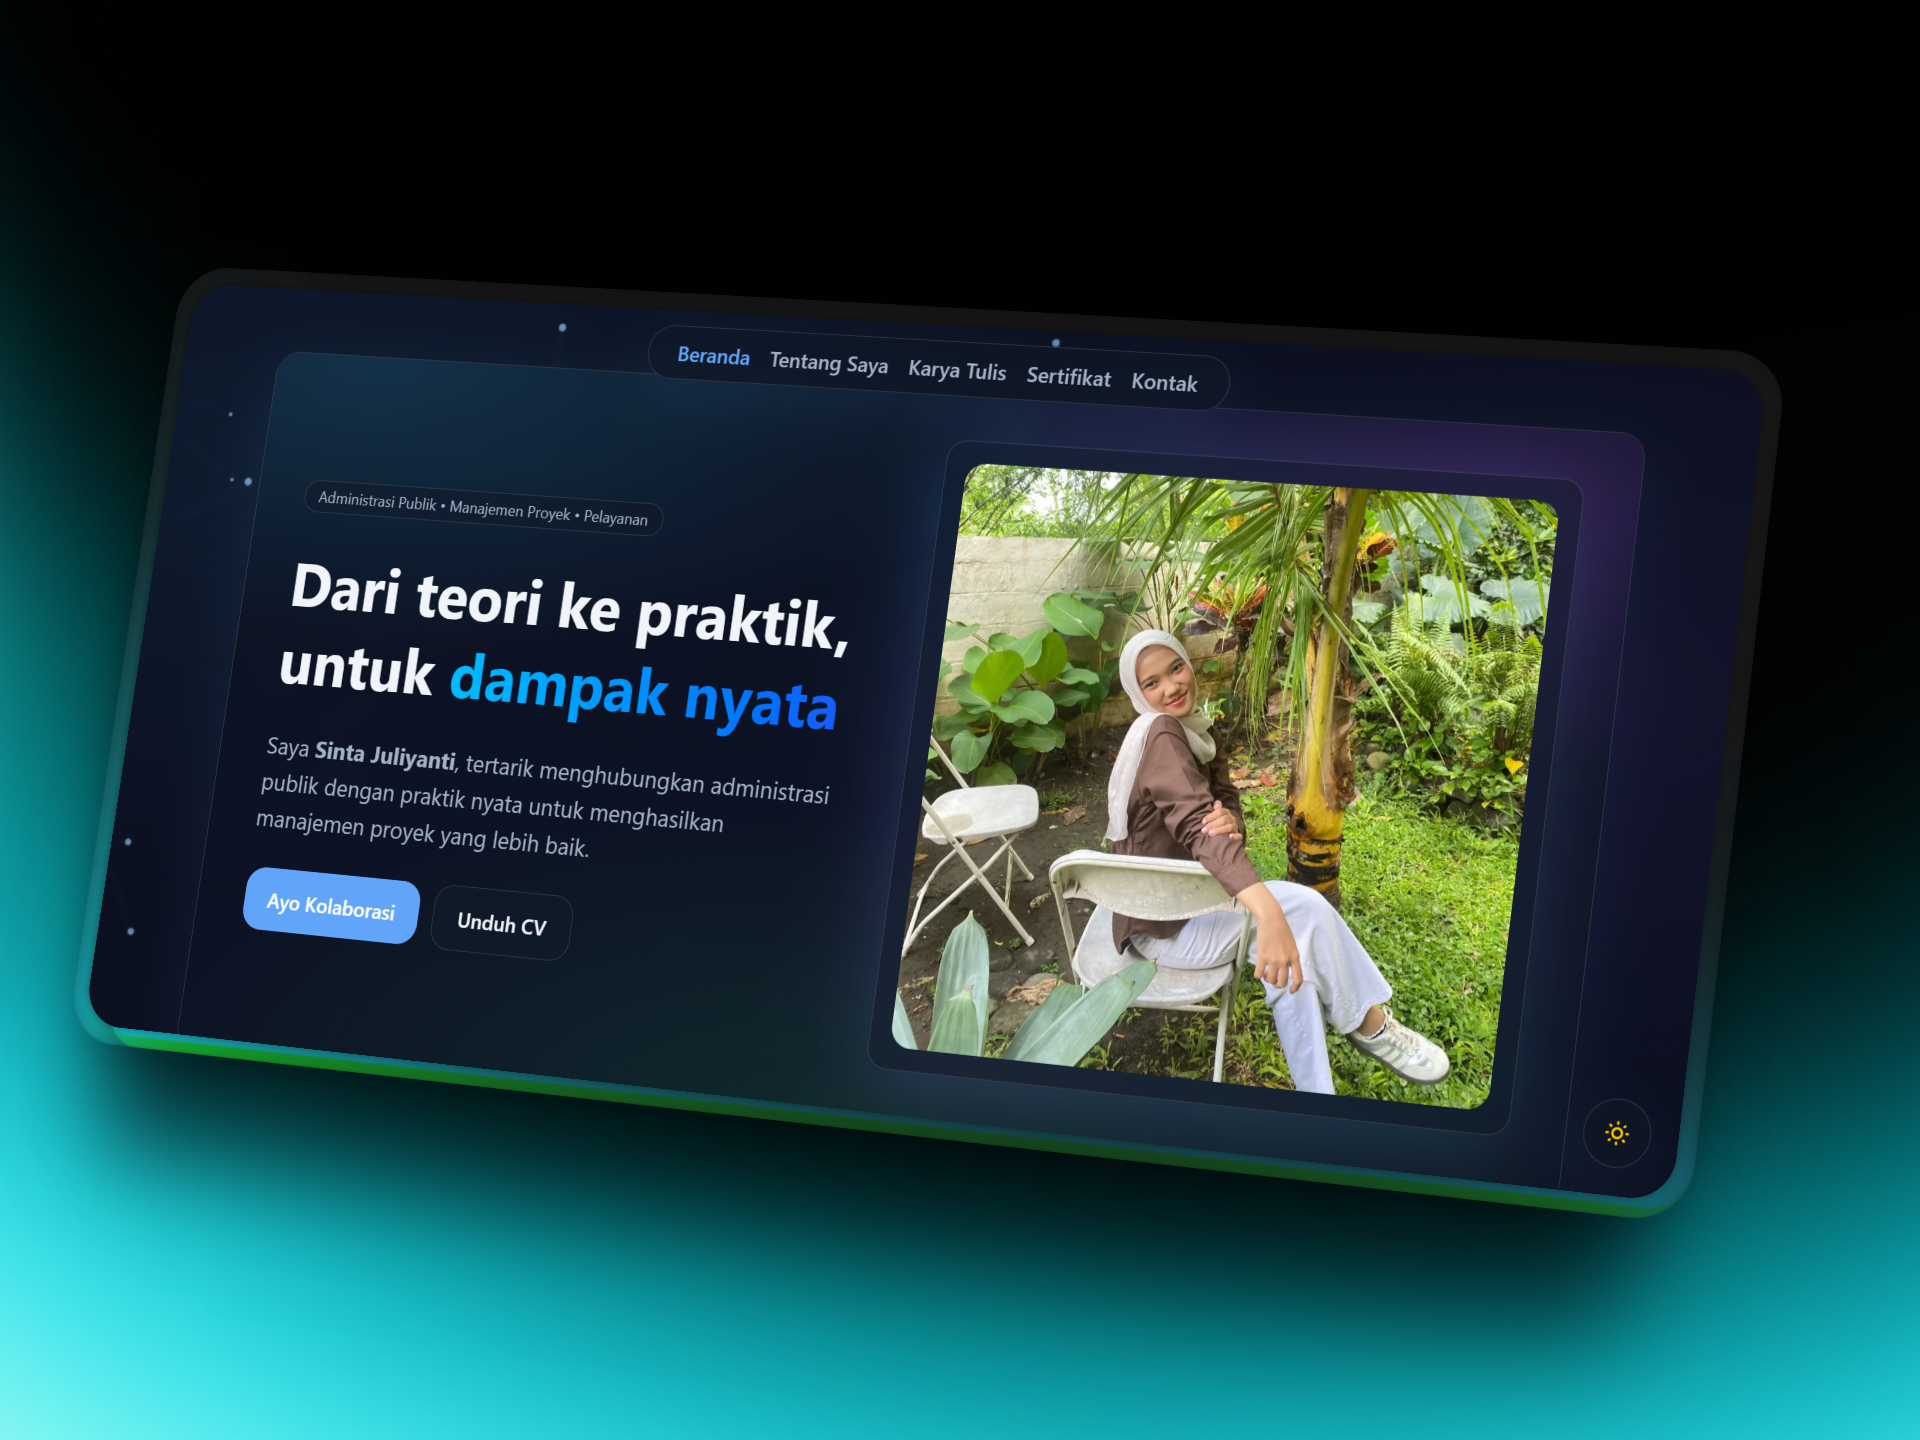 Beranda Tentang Saya Karya Tulis Sertifikat Kontak
Administrasi Publik • Manajemen Proyek • Pelayanan
Dari teori ke praktik,
untuk dampak nyata
Saya Sinta Juliyanti, tertarik menghubungkan administrasi
publik dengan praktik nyata untuk menghasilkan
manajemen proyek yang lebih baik.
Ayo Kolaborasi Unduh CV